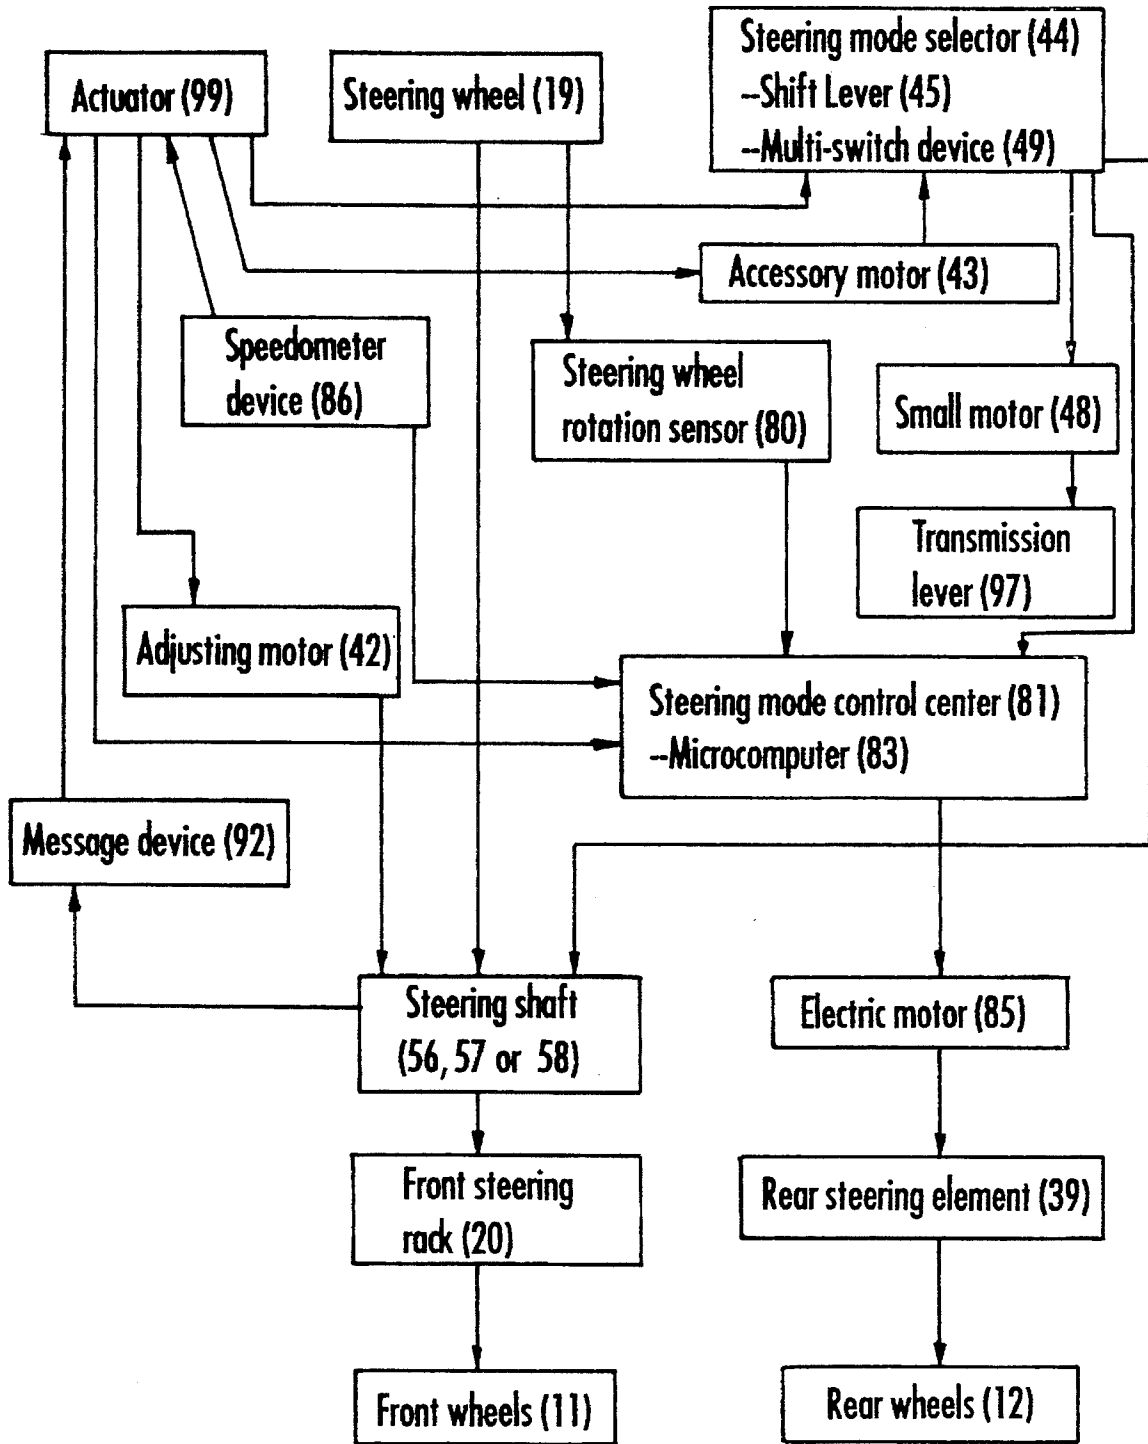 Actuator (99)
Steering wheel (19)
Steering mode selector (44)
--Shift Lever (45)
--Multi-switch device (49)
Accessory motor (43)
Speedometer
device (86)
Steering wheel
rotation sensor (80)
Small motor (48)
Transmission
lever (97)
Adjusting motor (42)
Steering mode control center (81)
--Microcomputer (83)
Message device (92)
Steering shaft
(56, 57 or 58)
Electric motor (85)
Front steering
rack (20)
Rear steering element (39)
Front wheels (11)
Rear wheels (12)